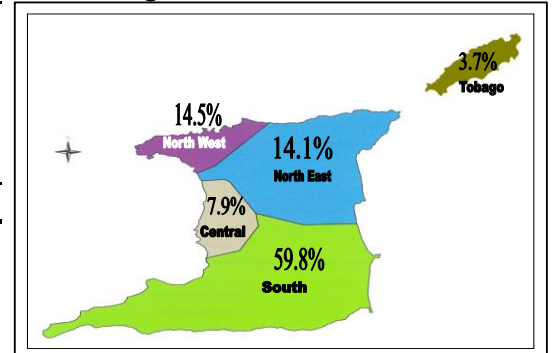 3.7%
Tobago
14.5%
North West
14.1%
North East
7.9%
Central
59.8%
South